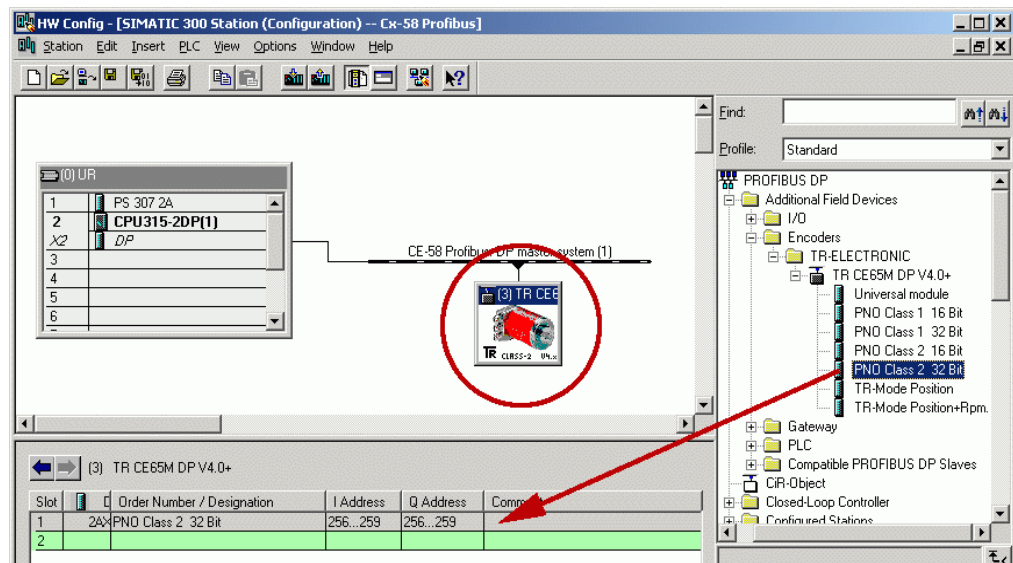 HW Config - [SIMATIC 300 Station (Configuration) -- Cx-58 Profibus]
Station Edit Insert PLC View Options Window Help
Find:
Profile: Standard
(0) UR
1 PS 307 2A
2 CPU315-2DP(1)
X2 DP
3
4
5
6
CE-58 Profibus: DP master system (1)
(3) TR CE6
TR CLASS-2 V4.x
PROFIBUS DP
Additional Field Devices
I/O
Encoders
TR-ELECTRONIC
TR CE65M DP V4.0+
Universal module
PNO Class 1 16 Bit
PNO Class 1 32 Bit
PNO Class 2 16 Bit
PNO Class 2 32 Bit
TR-Mode Position
TR-Mode Position+Rpm.
Gateway
PLC
Compatible PROFIBUS DP Slaves
CiR-Object
Closed-Loop Controller
Configured Stations
(3) TR CE65M DP V4.0+
Slot Order Number / Designation I Address Q Address
1 2AX PNO Class 2 32 Bit 256...259 256...259
2